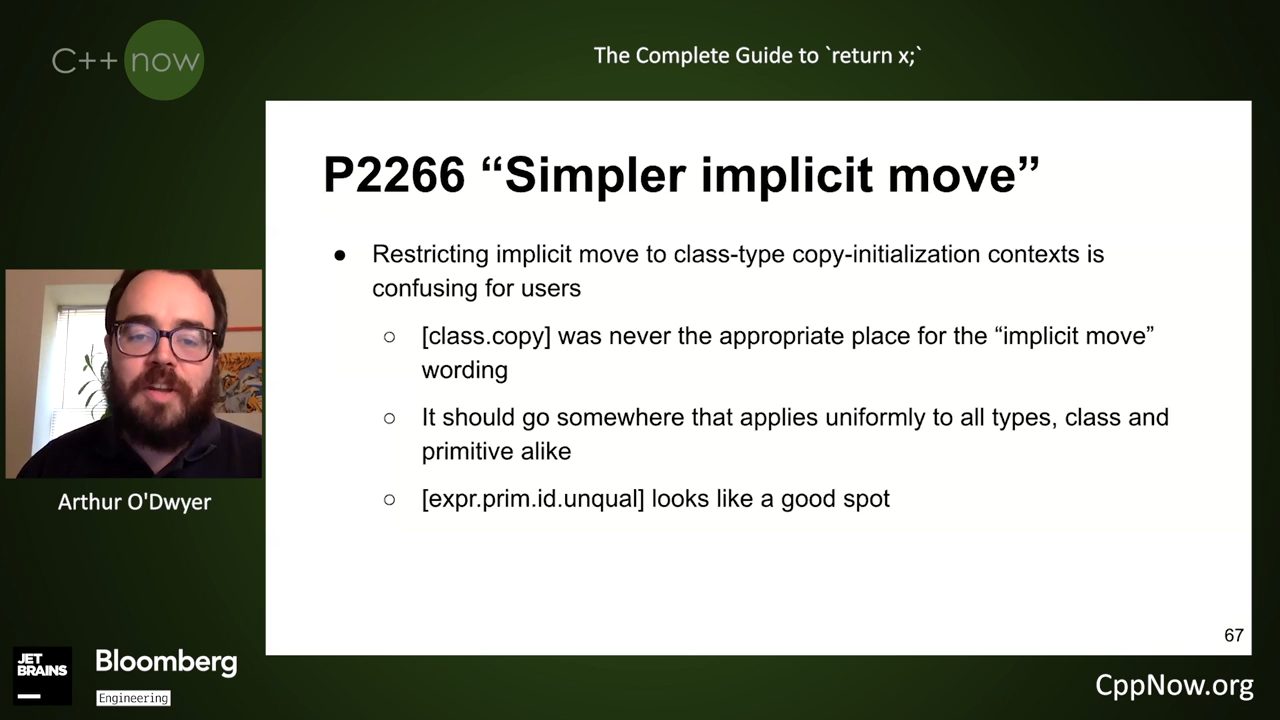 C++ now
The Complete Guide to `return x;`
P2266 “Simpler implicit move”
● Restricting implicit move to class-type copy-initialization contexts is
confusing for users
○ [class.copy] was never the appropriate place for the “implicit move”
wording
○ It should go somewhere that applies uniformly to all types, class and
primitive alike
○ [expr.prim.id.unqual] looks like a good spot
67
Arthur O'Dwyer
JET
BRAINS
Bloomberg
Engineering
CppNow.org